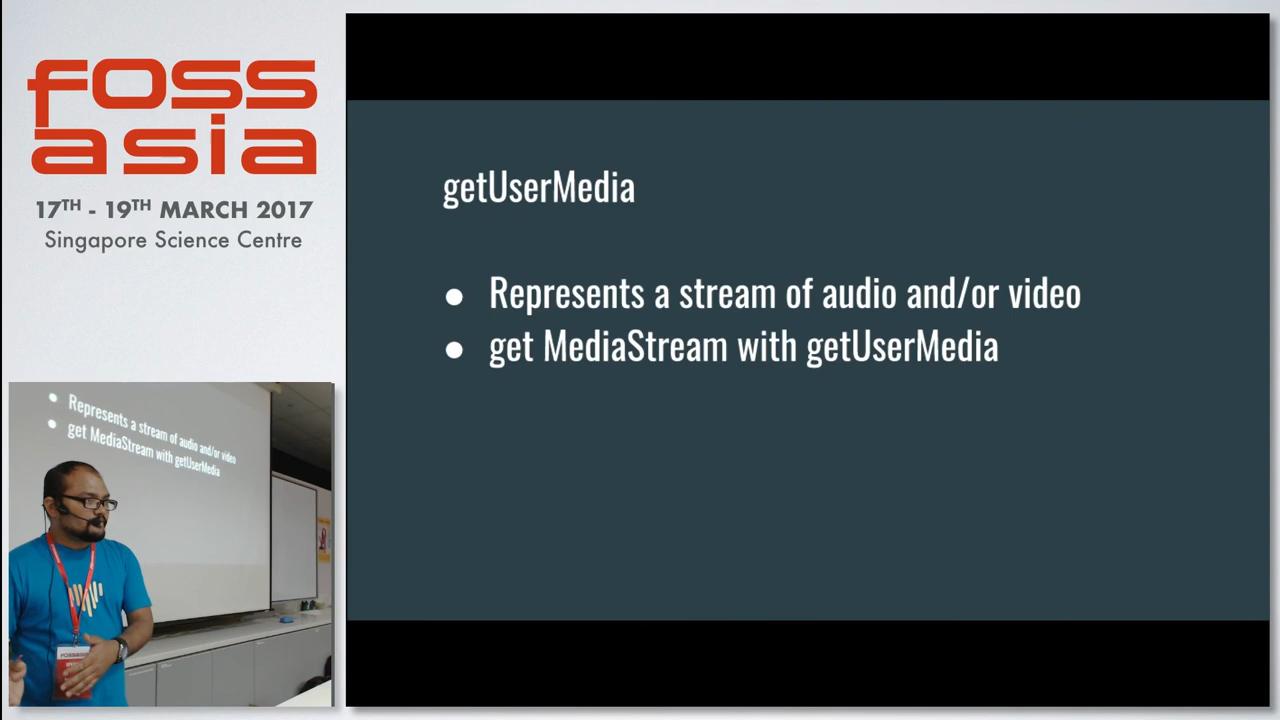 foss
asia
17TH - 19TH MARCH 2017
Singapore Science Centre
getUserMedia
● Represents a stream of audio and/or video
● get MediaStream with getUserMedia
● Represents a stream of audio and/or video
● get MediaStream with getUserMedia
FOSSASIA